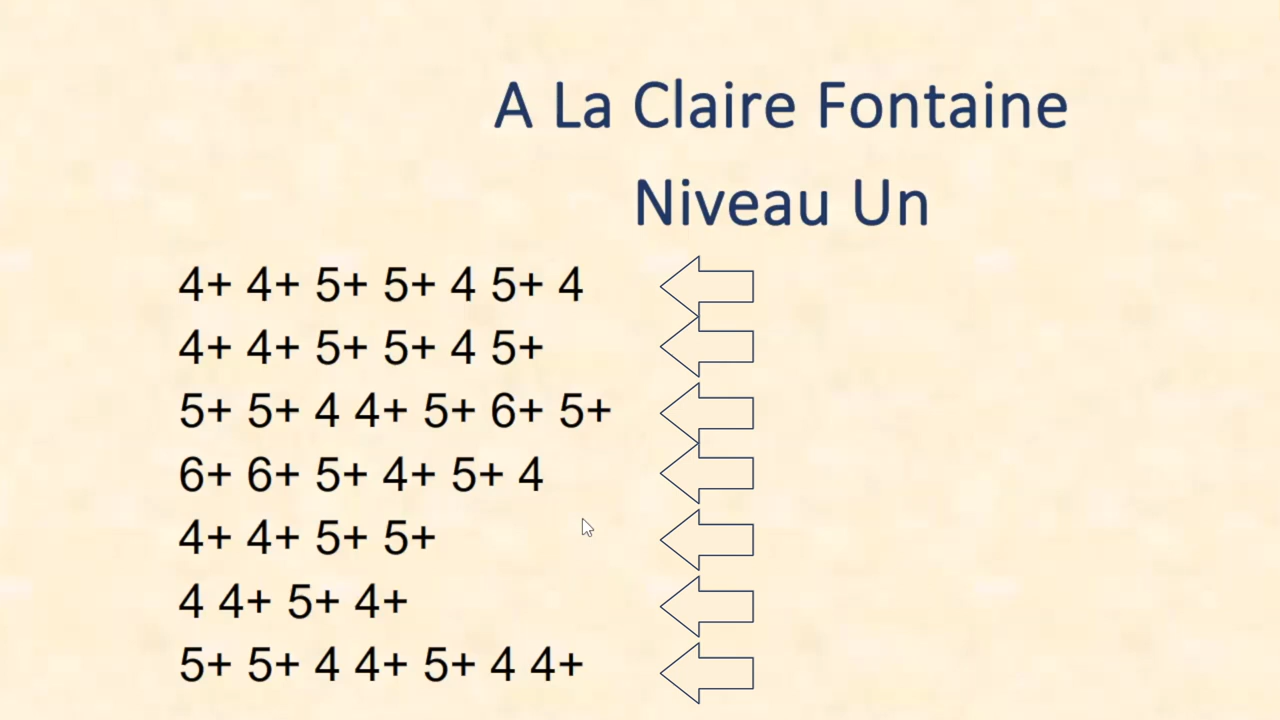 A La Claire Fontaine
Niveau Un
4+ 4+ 5+ 5+ 4 5+ 4
4+ 4+ 5+ 5+ 4 5+
5+ 5+ 4 4+ 5+ 6+ 5+
6+ 6+ 5+ 4+ 5+ 4
4+ 4+ 5+ 5+
4 4+ 5+ 4+
5+ 5+ 4 4+ 5+ 4 4+